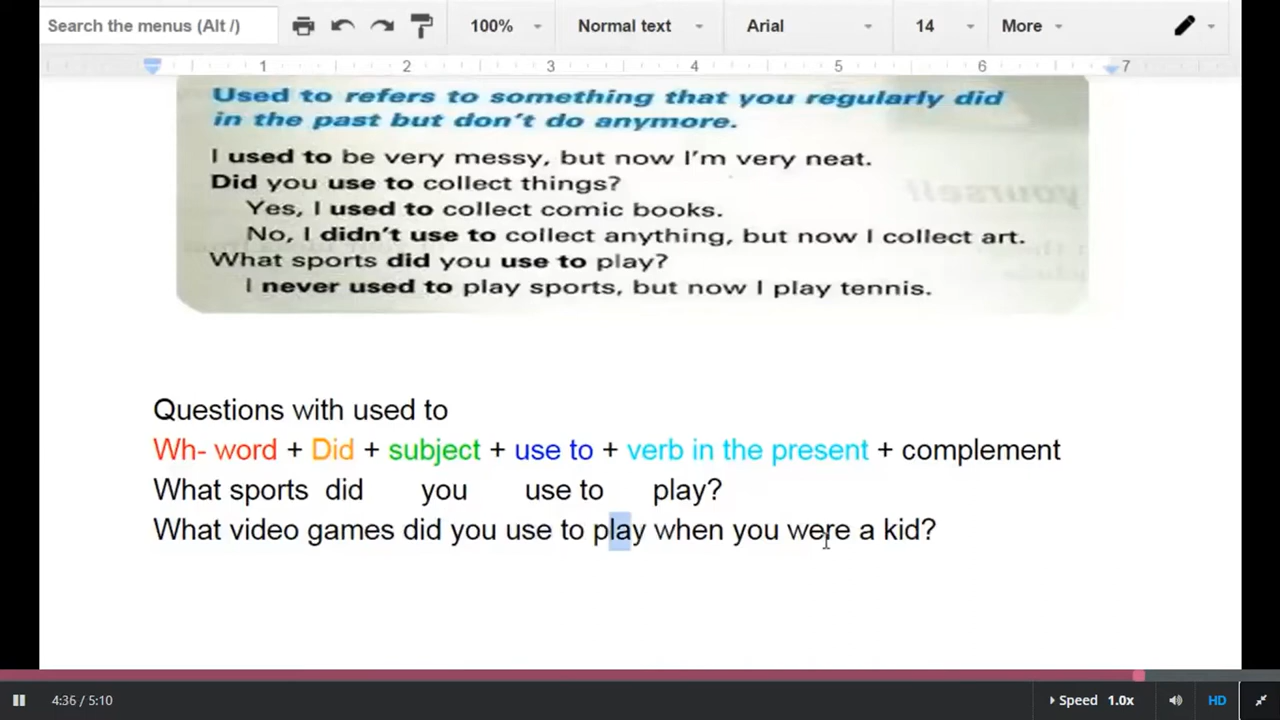 Search the menus (Alt /) 100% Normal text Arial 14 More
1 2 3 4 5 6 7
Used to refers to something that you regularly did
in the past but don't do anymore.
I used to be very messy, but now I'm very neat.
Did you use to collect things?
Yes, I used to collect comic books.
No, I didn't use to collect anything, but now I collect art.
What sports did you use to play?
I never used to play sports, but now I play tennis.
yourself
Questions with used to
Wh- word + Did + subject + use to + verb in the present + complement
What sports did you use to play?
What video games did you use to play when you were a kid?
4:36 / 5:10 Speed 1.0x HD